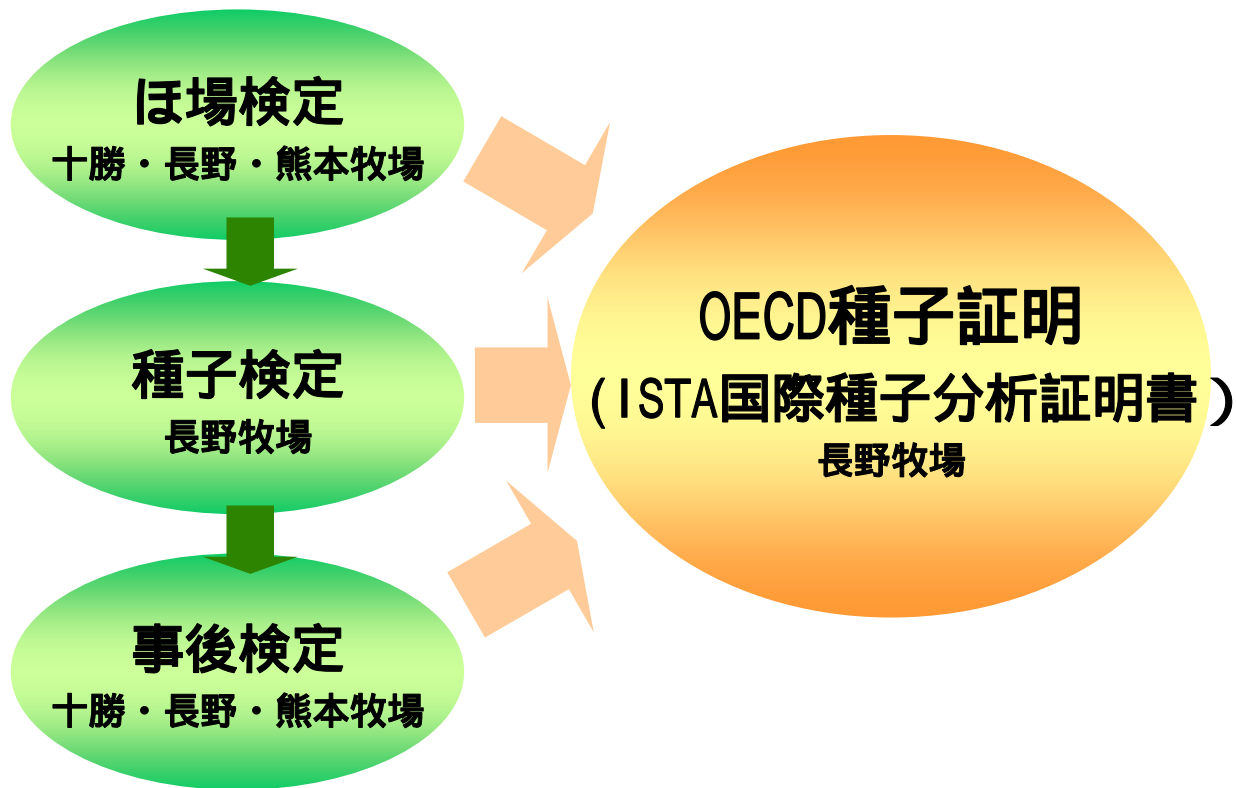 ほ場検定
十勝・長野・熊本牧場
種子検定
長野牧場
事後検定
十勝・長野・熊本牧場
OECD種子証明
（ISTA国際種子分析証明書）
長野牧場